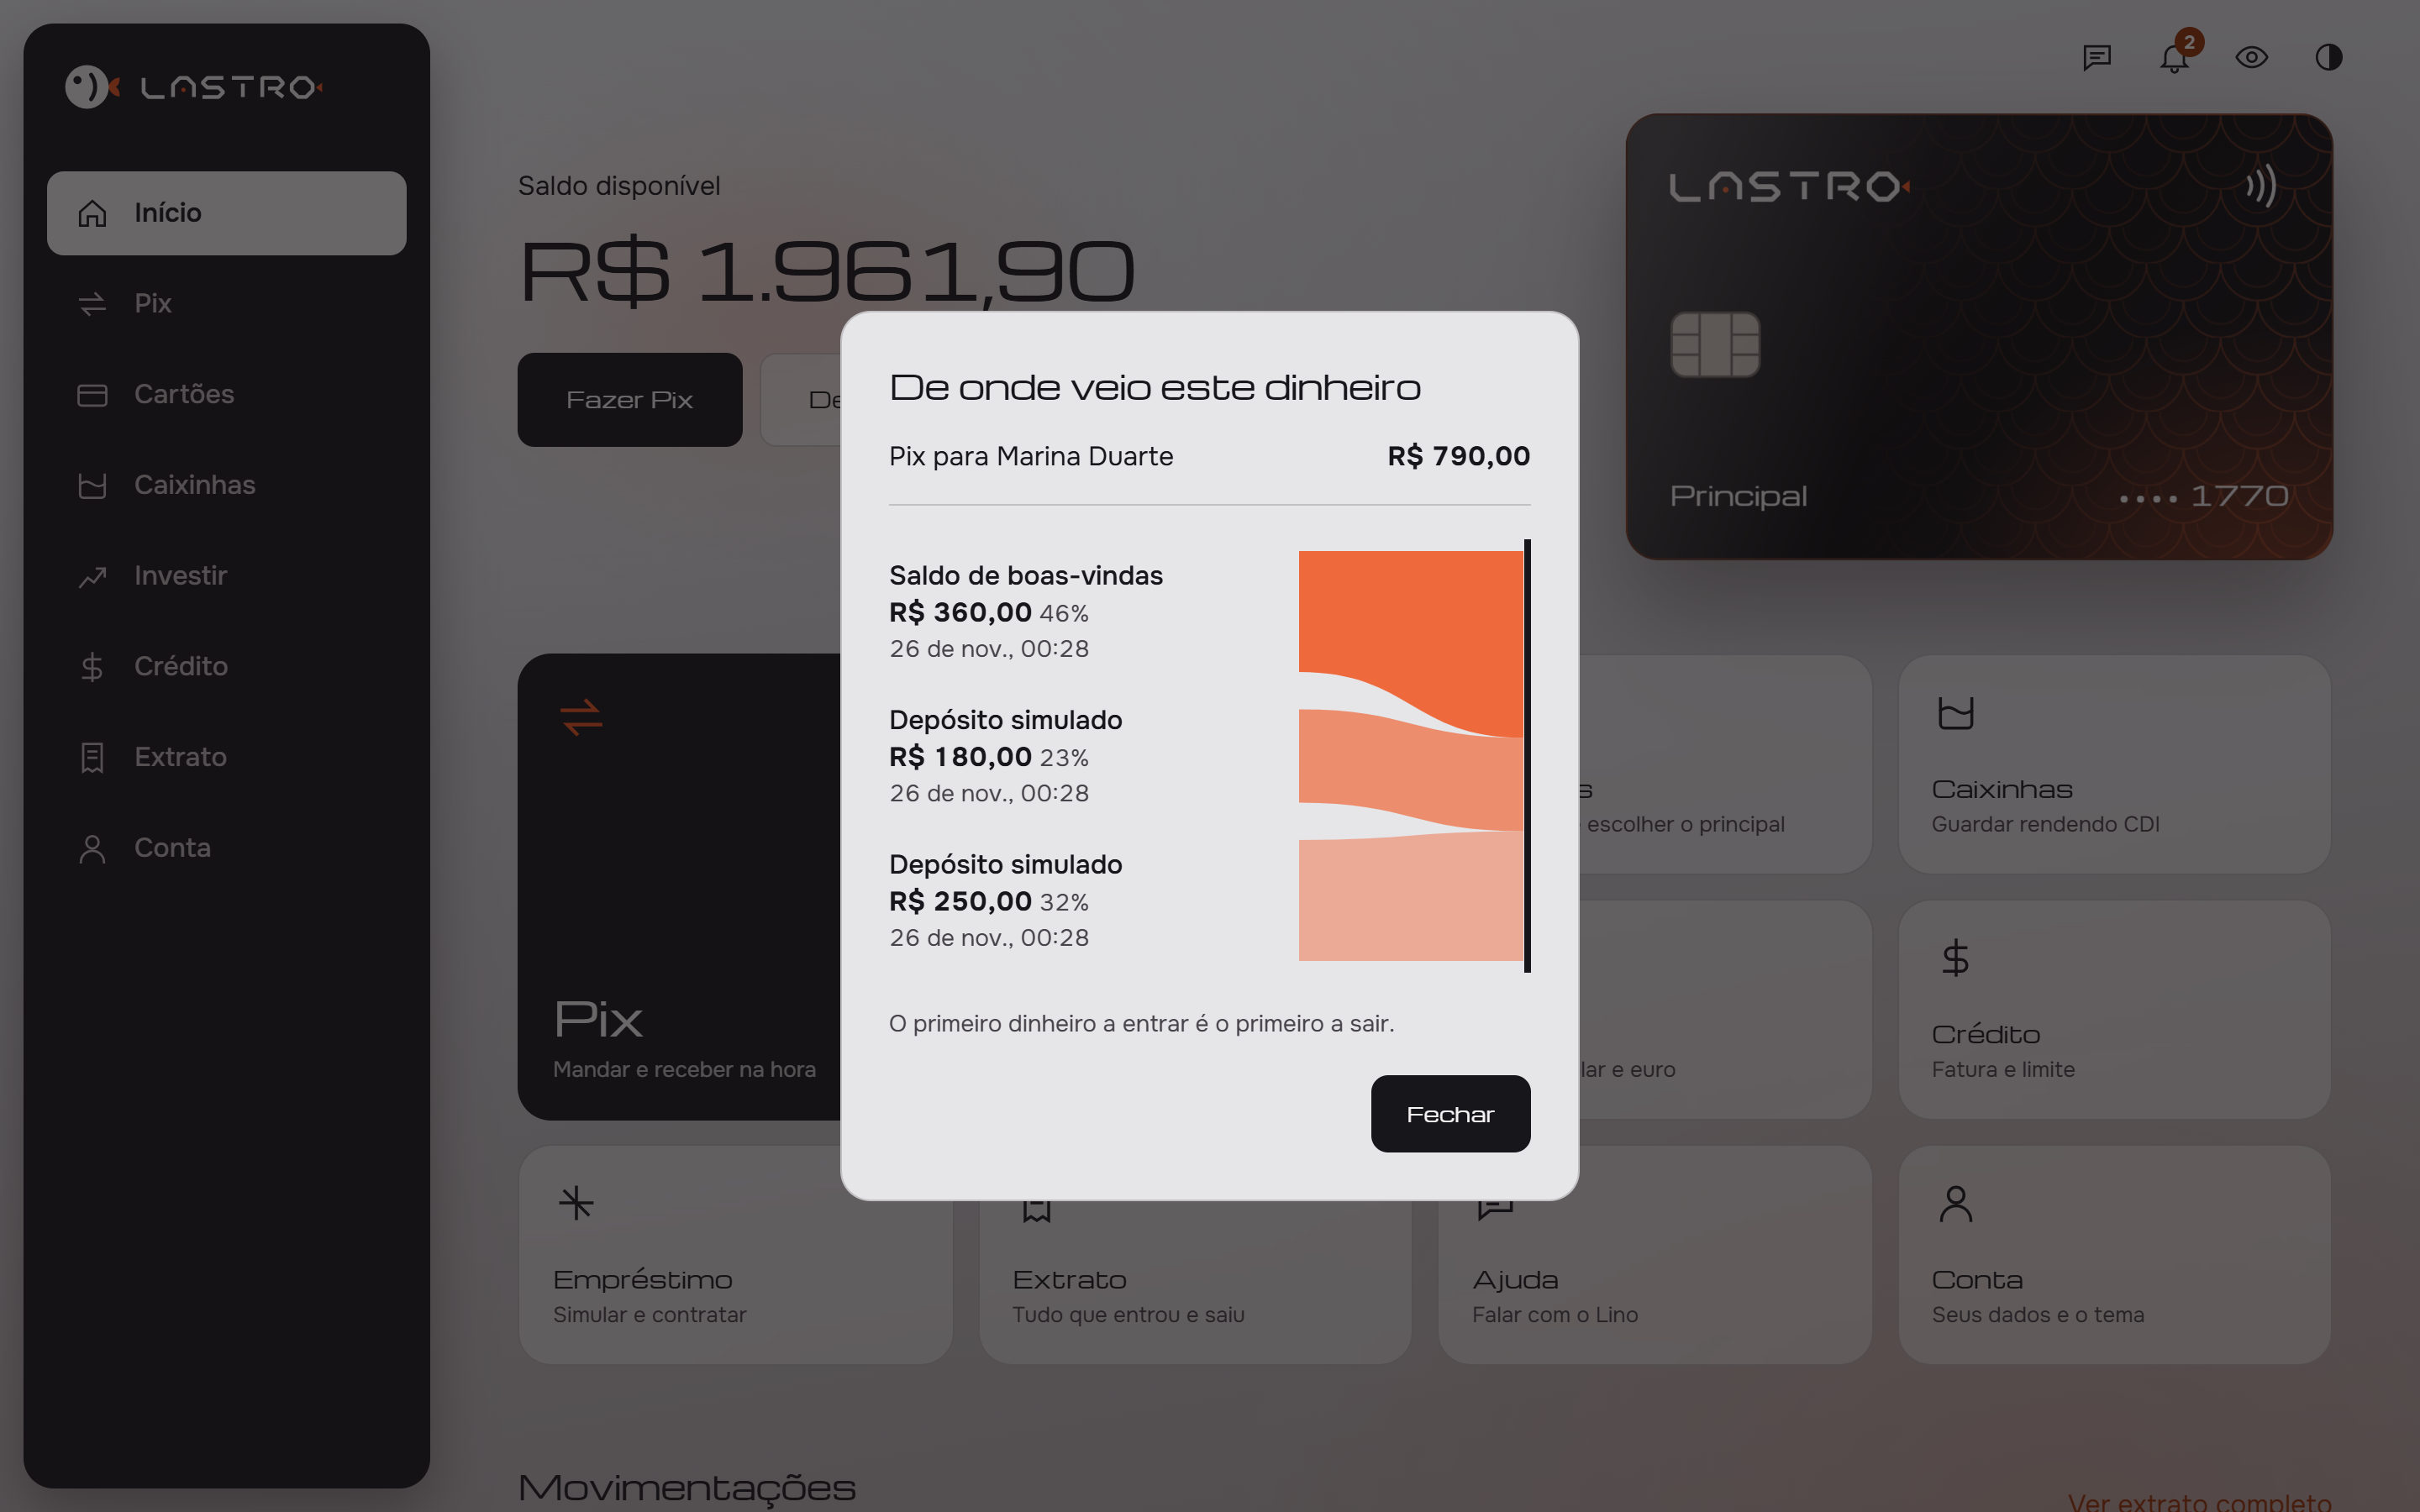 LASTRO
Início
Pix
Cartões
Caixinhas
Investir
Crédito
Extrato
Conta
2
Saldo disponível
R$ 1.961,90
Fazer Pix
LASTRO
Principal
•••• 1770
De onde veio este dinheiro
Pix para Marina Duarte R$ 790,00
Saldo de boas-vindas
R$ 360,00 46%
26 de nov., 00:28
Depósito simulado
R$ 180,00 23%
26 de nov., 00:28
Depósito simulado
R$ 250,00 32%
26 de nov., 00:28
O primeiro dinheiro a entrar é o primeiro a sair.
Fechar
Pix
Mandar e receber na hora
escolher o principal
Caixinhas
Guardar rendendo CDI
e euro
Crédito
Fatura e limite
Empréstimo
Simular e contratar
Extrato
Tudo que entrou e saiu
Ajuda
Falar com o Lino
Conta
Seus dados e o tema
Movimentações
Ver extrato completo